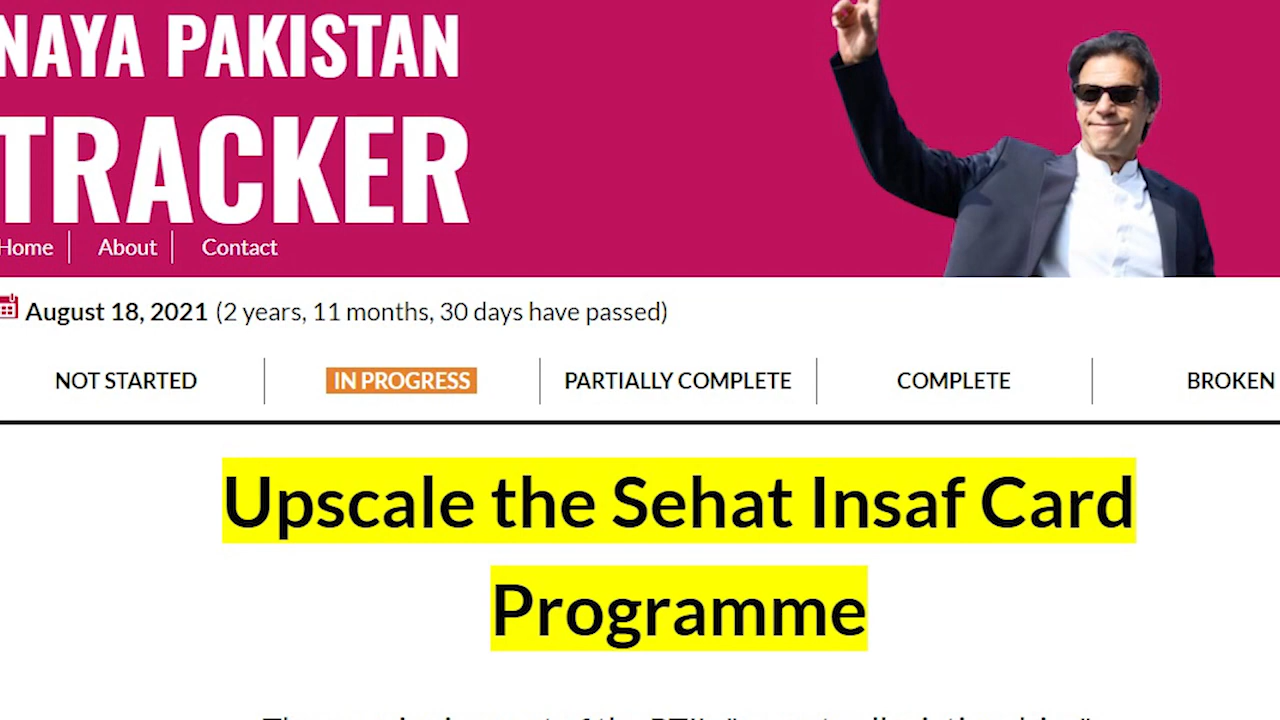 NAYA PAKISTAN
TRACKER
Home About Contact
August 18, 2021 (2 years, 11 months, 30 days have passed)
NOT STARTED IN PROGRESS PARTIALLY COMPLETE COMPLETE BROKEN
Upscale the Sehat Insaf Card
Programme